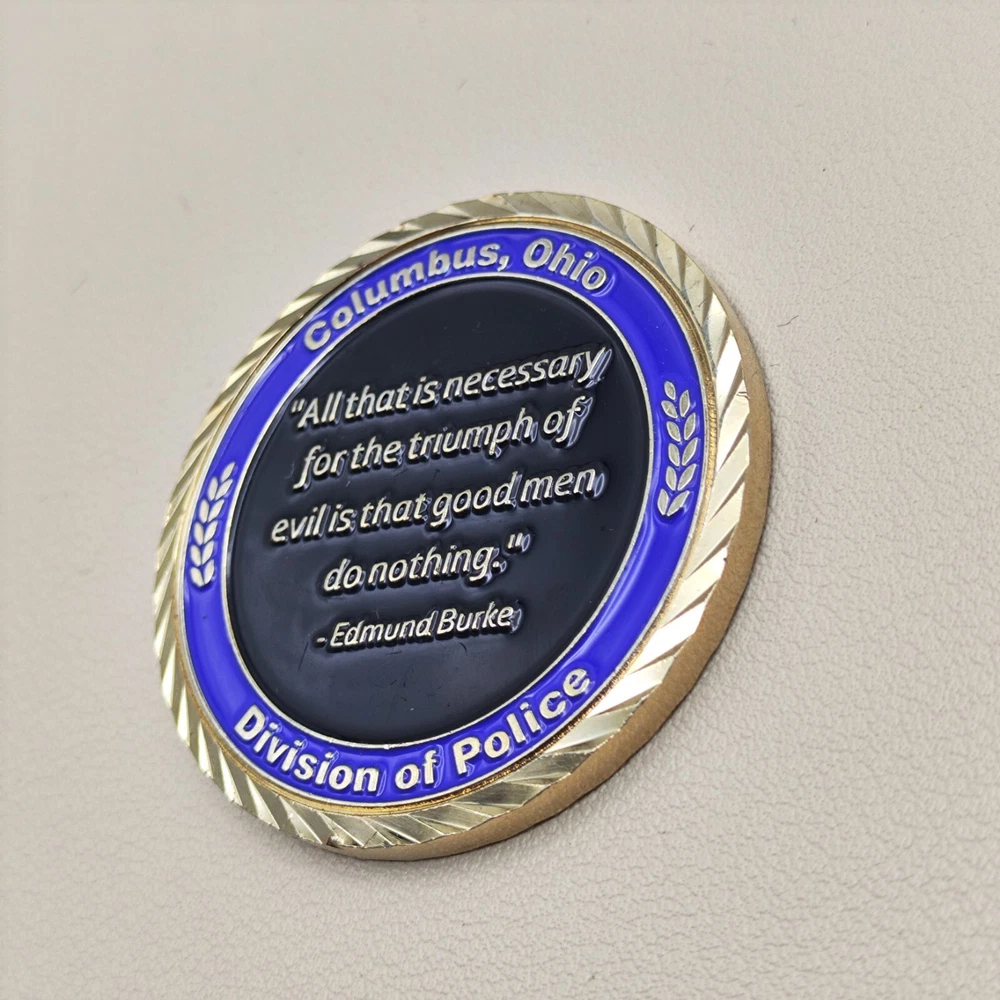 Columbus, Ohio
"All that is necessary
for the triumph of
evil is that good men
do nothing."
- Edmund Burke
Division of Police